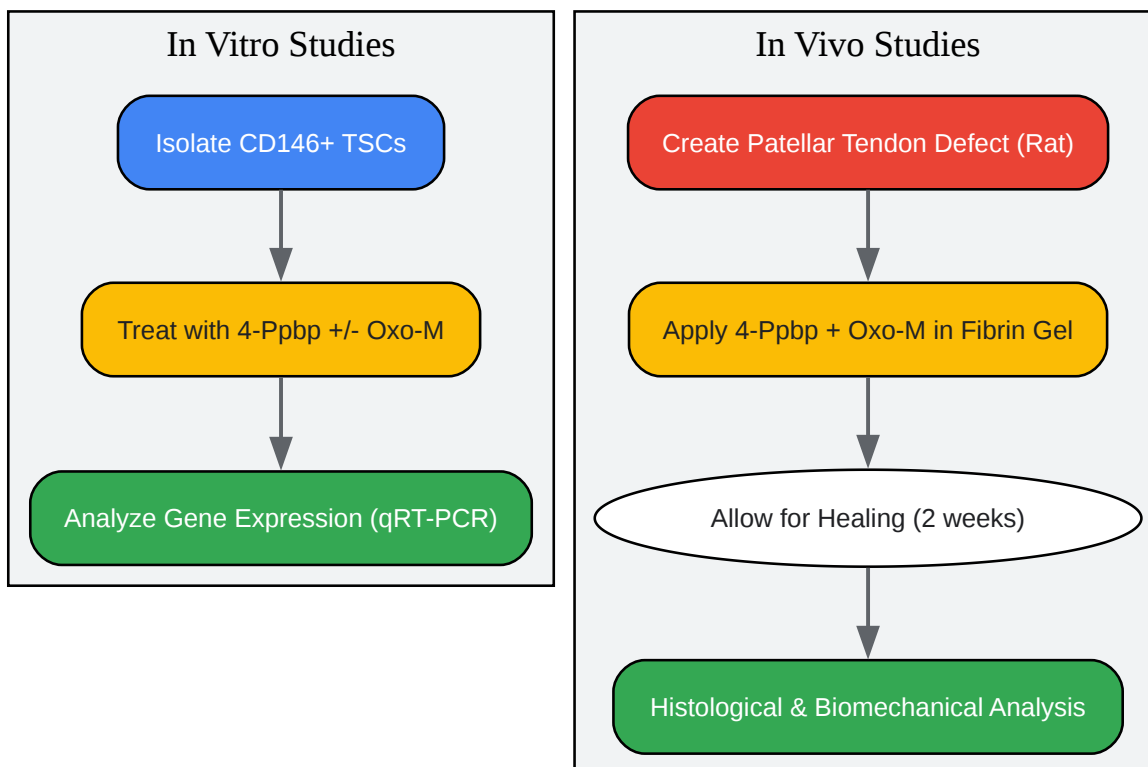 In Vitro Studies
Isolate CD146+ TSCs
Treat with 4-Ppbp +/- Oxo-M
Analyze Gene Expression (qRT-PCR)
In Vivo Studies
Create Patellar Tendon Defect (Rat)
Apply 4-Ppbp + Oxo-M in Fibrin Gel
Allow for Healing (2 weeks)
Histological & Biomechanical Analysis